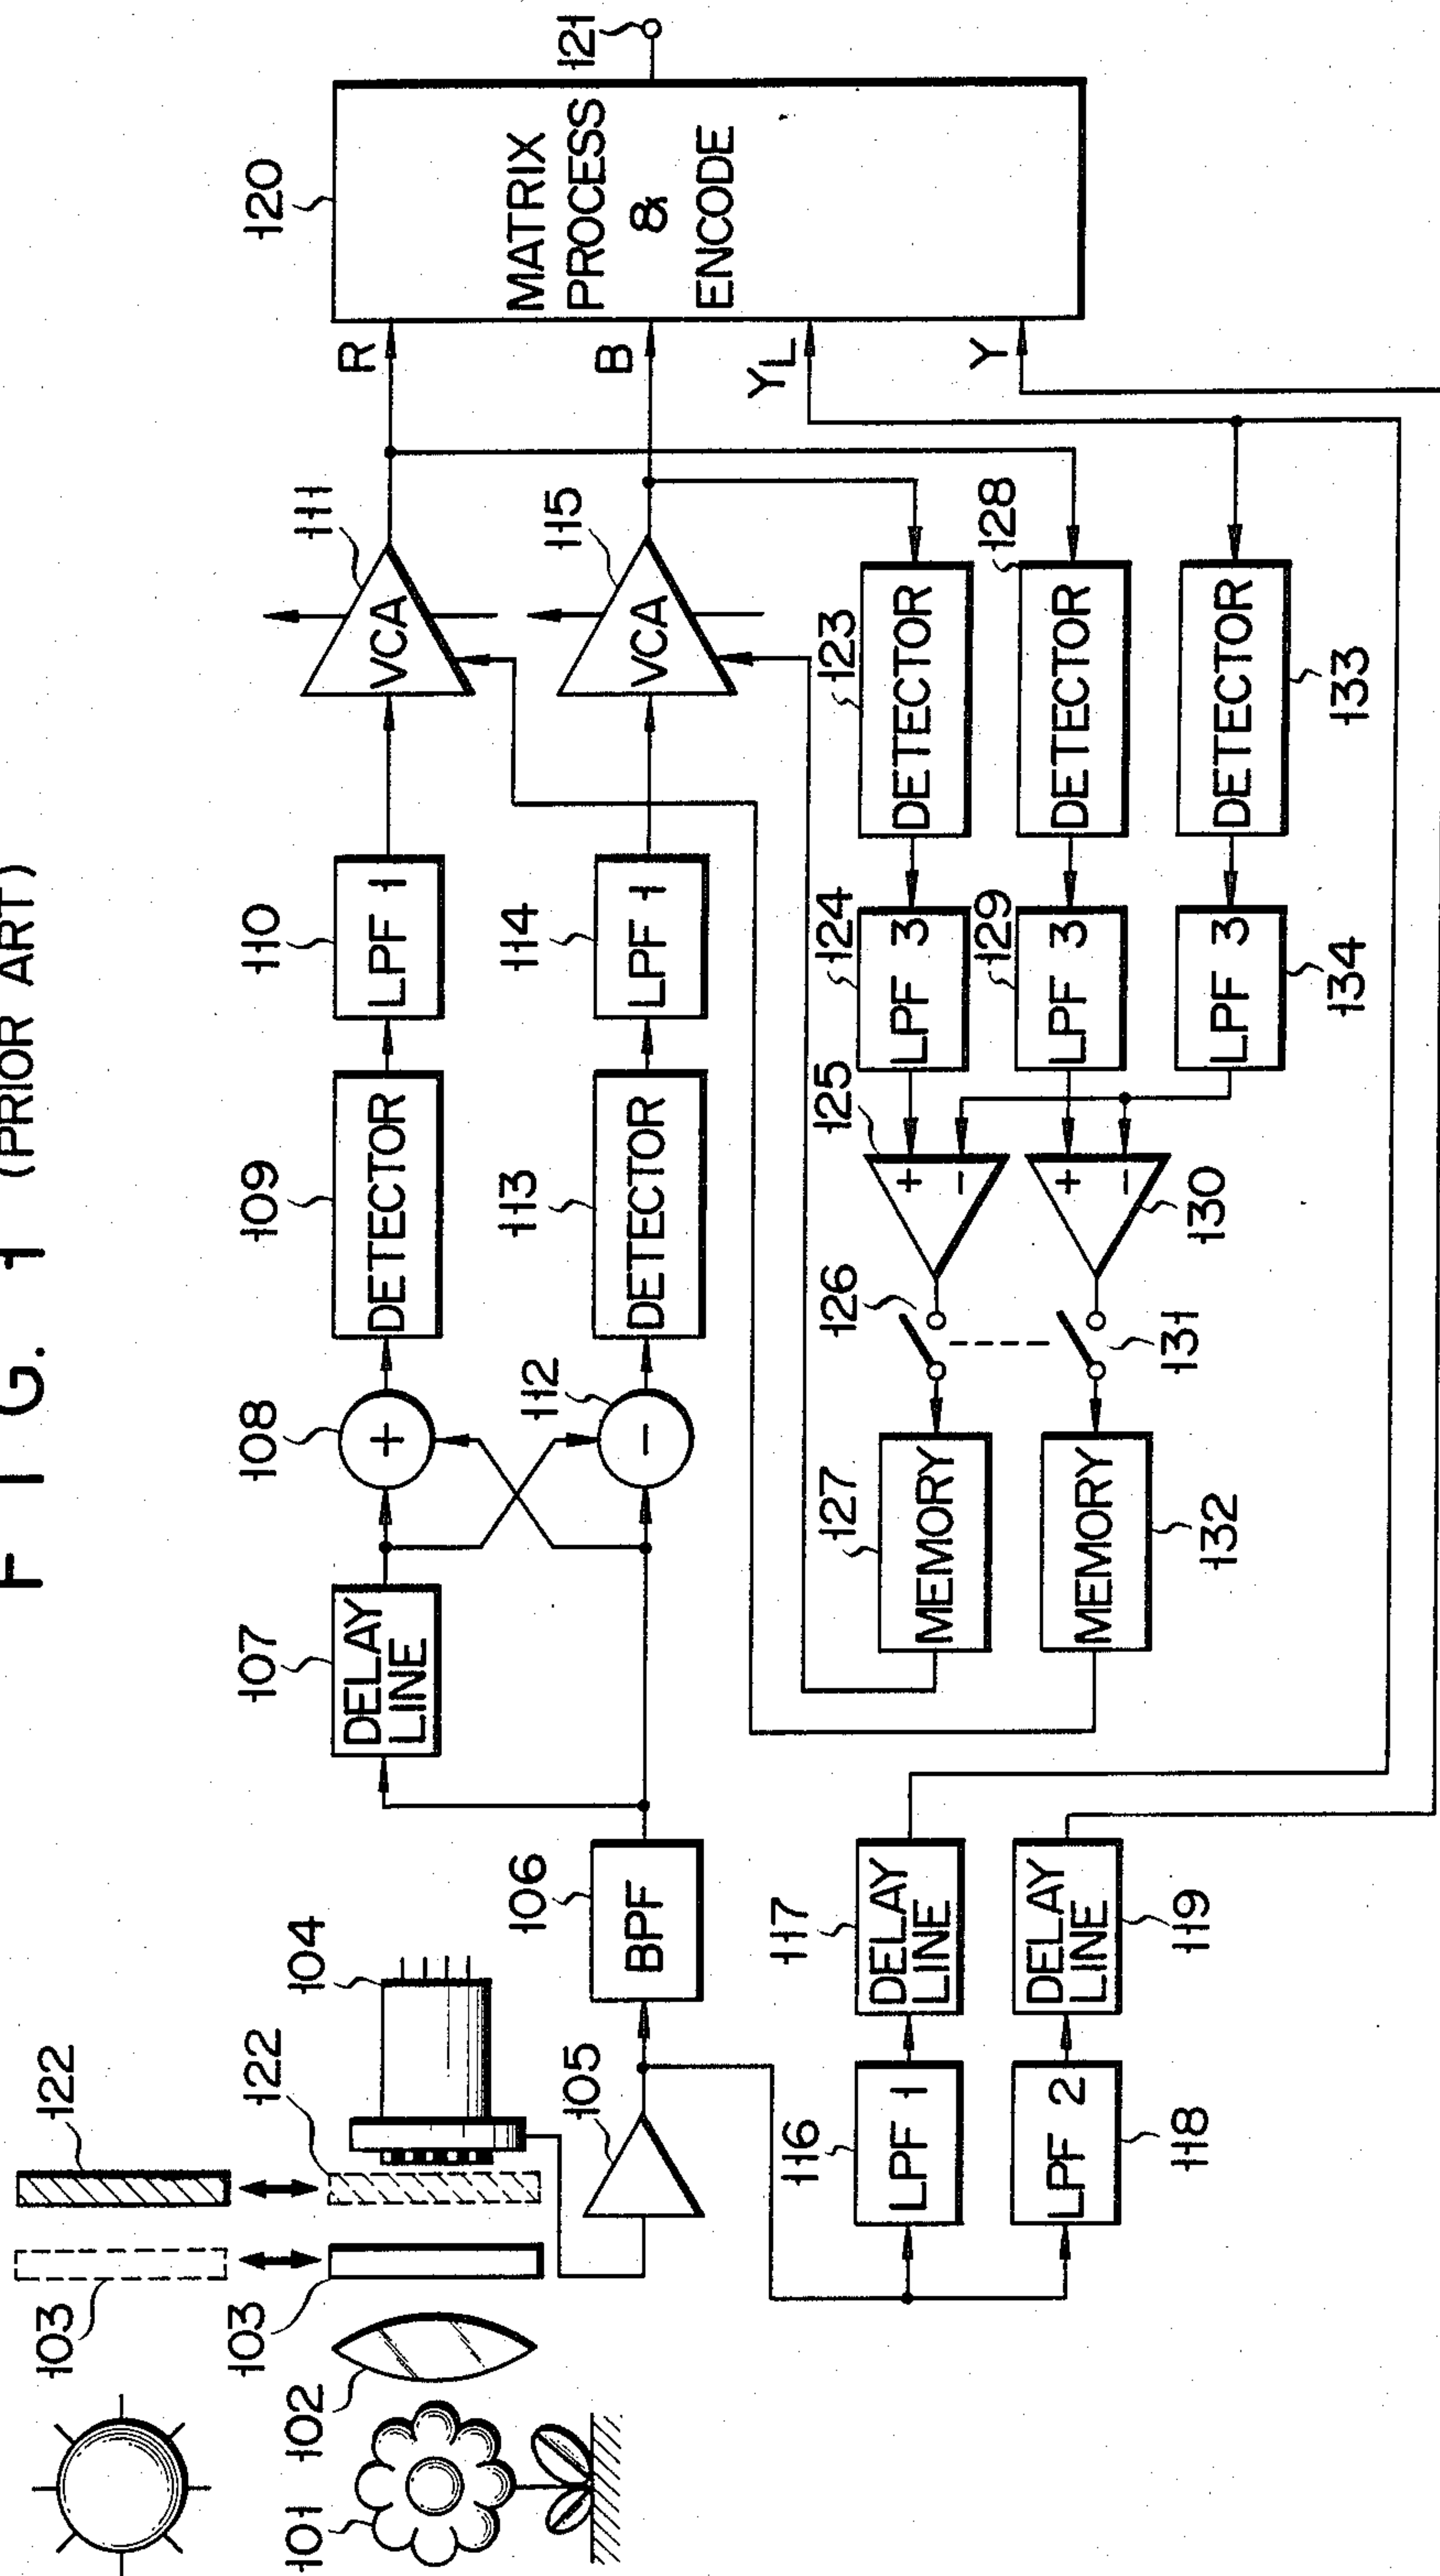 FIG. 1 (PRIOR ART)
101
102
103
103
122
122
104
105
106
BPF
107
DELAY
LINE
108
+
109
DETECTOR
110
LPF 1
111
VCA
R
112
-
113
DETECTOR
114
LPF 1
115
VCA
B
YL
Y
120
MATRIX
PROCESS
&
ENCODE
121
116
LPF 1
117
DELAY
LINE
118
LPF 2
119
DELAY
LINE
123
DETECTOR
124
LPF 3
125
+
-
126
127
MEMORY
128
DETECTOR
129
LPF 3
130
+
-
131
132
MEMORY
133
DETECTOR
134
LPF 3